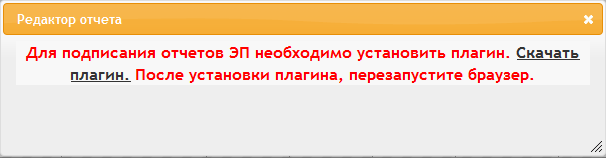 Редактор отчета
Для подписания отчетов ЭП необходимо установить плагин. Скачать
плагин. После установки плагина, перезапустите браузер.